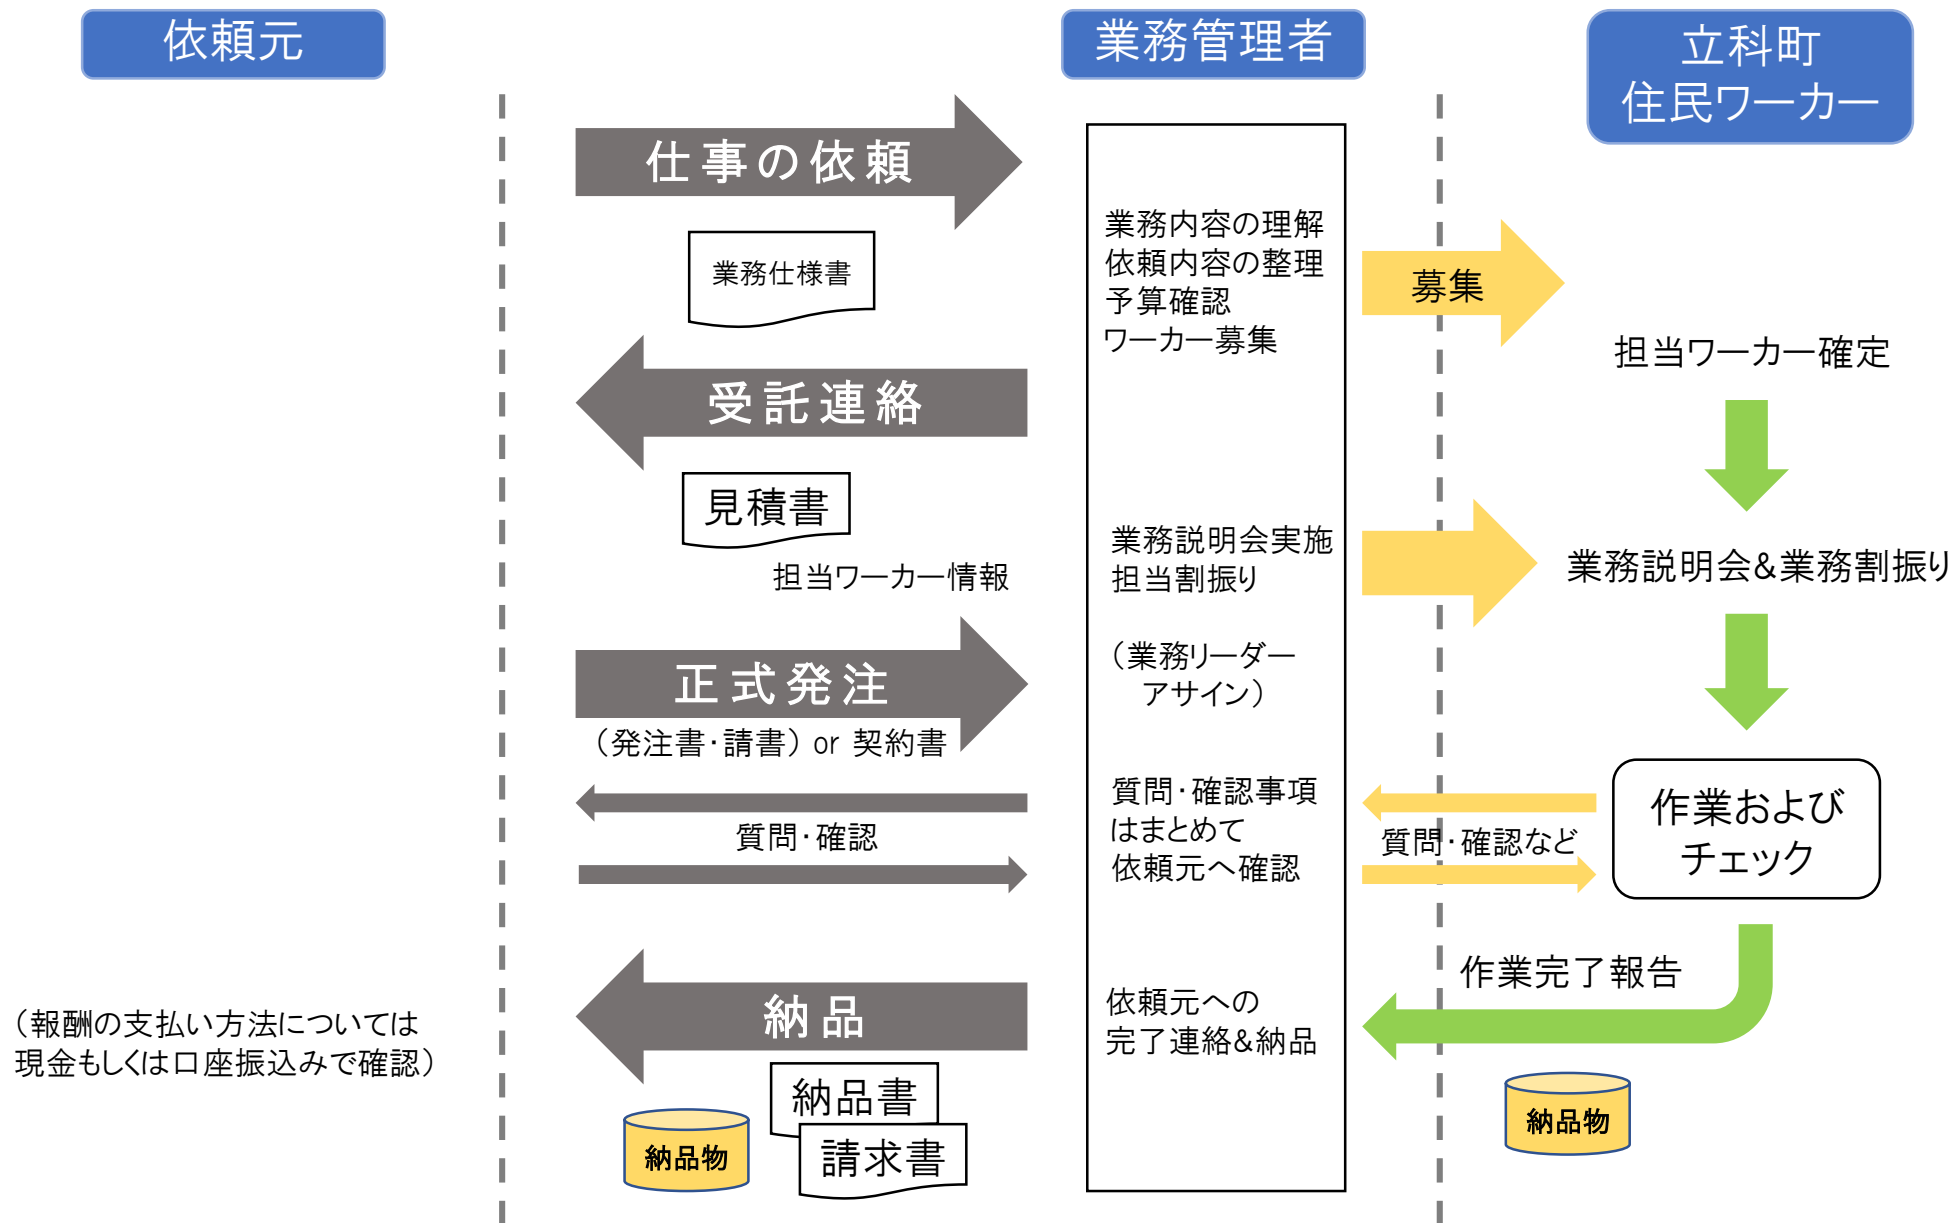 依頼元
業務管理者
立科町
住民ワーカー
仕事の依頼
業務仕様書
業務内容の理解
依頼内容の整理
予算確認
ワーカー募集
募集
担当ワーカー確定
受託連絡
見積書
担当ワーカー情報
業務説明会実施
担当割振り
（業務リーダー
アサイン）
業務説明会&業務割振り
正式発注
（発注書・請書）or 契約書
質問・確認
質問・確認事項
はまとめて
依頼元へ確認
質問・確認など
作業および
チェック
作業完了報告
納品
依頼元への
完了連絡&納品
（報酬の支払い方法については
現金もしくは口座振込みで確認）
納品書
請求書
納品物
納品物